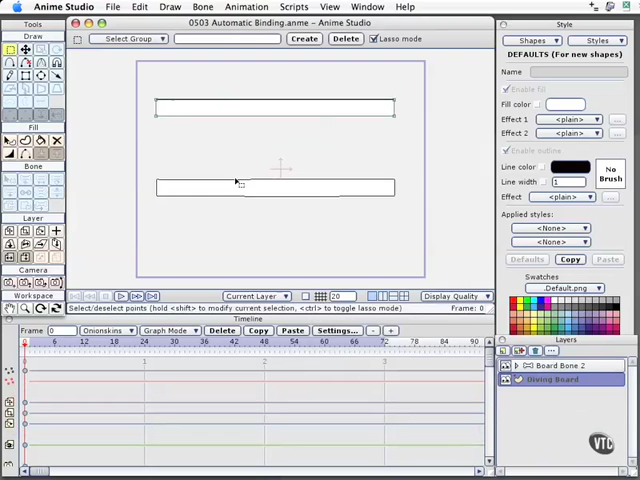 Anime Studio File Edit Draw Bone Animation Scripts View Window Help
0503 Automatic Binding.anme - Anime Studio
Tools
Draw
Fill
Bone
Layer
Camera
Workspace
Select Group
Create
Delete
Lasso mode
Current Layer
20
Display Quality
Select/deselect points (hold <shift> to modify current selection, <ctrl> to toggle lasso mode)
Frame: 0
Timeline
Frame 0
Onionskins
Graph Mode
Delete
Copy
Paste
Settings...
-
+
0 6 12 18 24 30 36 42 48 54 60 66 72 78 84 90
1 2 3
Style
Shapes
Styles
DEFAULTS (For new shapes)
Name
Enable fill
Fill color
Effect 1 <plain> ...
Effect 2 <plain> ...
Enable outline
Line color
Line width 1
No Brush
Effect <plain> ...
Applied styles:
<None>
<None>
Defaults
Copy
Paste
Swatches
.Default.png
Layers
Board Bone 2
Diving Board
VTC